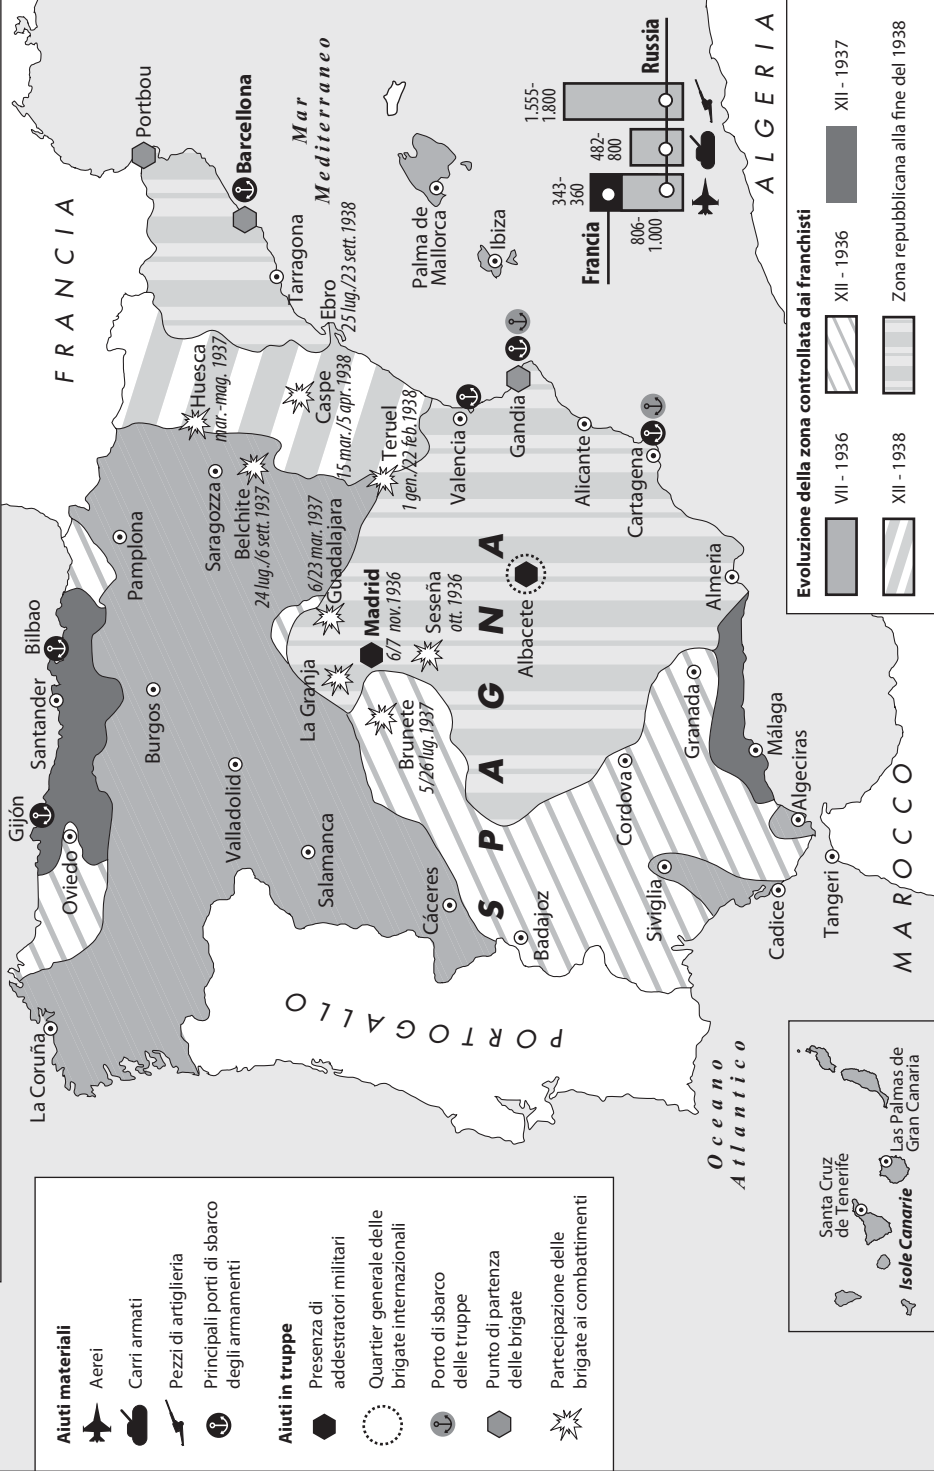 Aiuti materiali
Aerei
Carri armati
Pezzi di artiglieria
Principali porti di sbarco
degli armamenti
Aiuti in truppe
Presenza di
addestratori militari
Quartier generale delle
brigate internazionali
Porto di sbarco
delle truppe
Punto di partenza
delle brigate
Partecipazione delle
brigate ai combattimenti
La Coruña
Oviedo
Gijón
Santander
Bilbao
Pamplona
Burgos
Valladolid
Salamanca
Cáceres
Badajoz
PORTOGALLO
Oceano
Atlantico
FRANCIA
Portbou
Barcellona
Mar
Mediterraneo
Tarragona
Ebro
25 lug./23 sett. 1938
Huesca
mar.-mag. 1937
Caspe
15 mar./5 apr. 1938
Saragozza
Belchite
24 lug./6 sett. 1937
Teruel
1 gen./22 feb. 1938
6/23 mar. 1937
Guadalajara
Madrid
6/7 nov. 1936
La Granja
Seseña
ott. 1936
Brunete
5/26 lug. 1937
SPAGNA
Albacete
Valencia
Gandia
Alicante
Cartagena
Almeria
Granada
Málaga
Cordova
Siviglia
Algeciras
Cadice
Tangeri
MAROCCO
Palma de
Mallorca
Ibiza
ALGERIA
Francia
343-
360
806-
1.000
482-
800
1.555-
1.800
Russia
Santa Cruz
de Tenerife
Las Palmas de
Gran Canaria
Isole Canarie
Evoluzione della zona controllata dai franchisti
VII - 1936
XII - 1936
XII - 1937
XII - 1938
Zona repubblicana alla fine del 1938